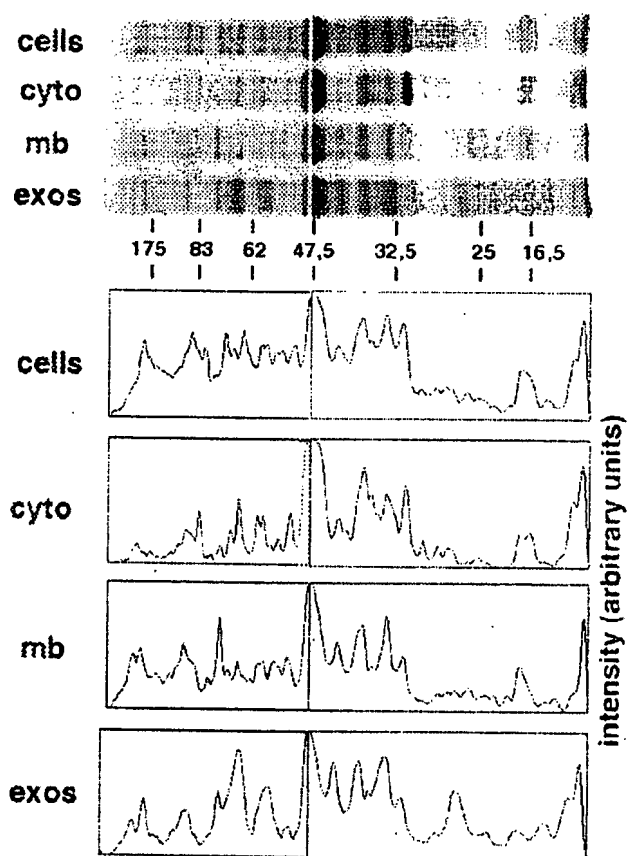 cells
cyto
mb
exos
175 83 62 47,5 32,5 25 16,5
cells
cyto
mb
exos
intensity (arbitrary units)